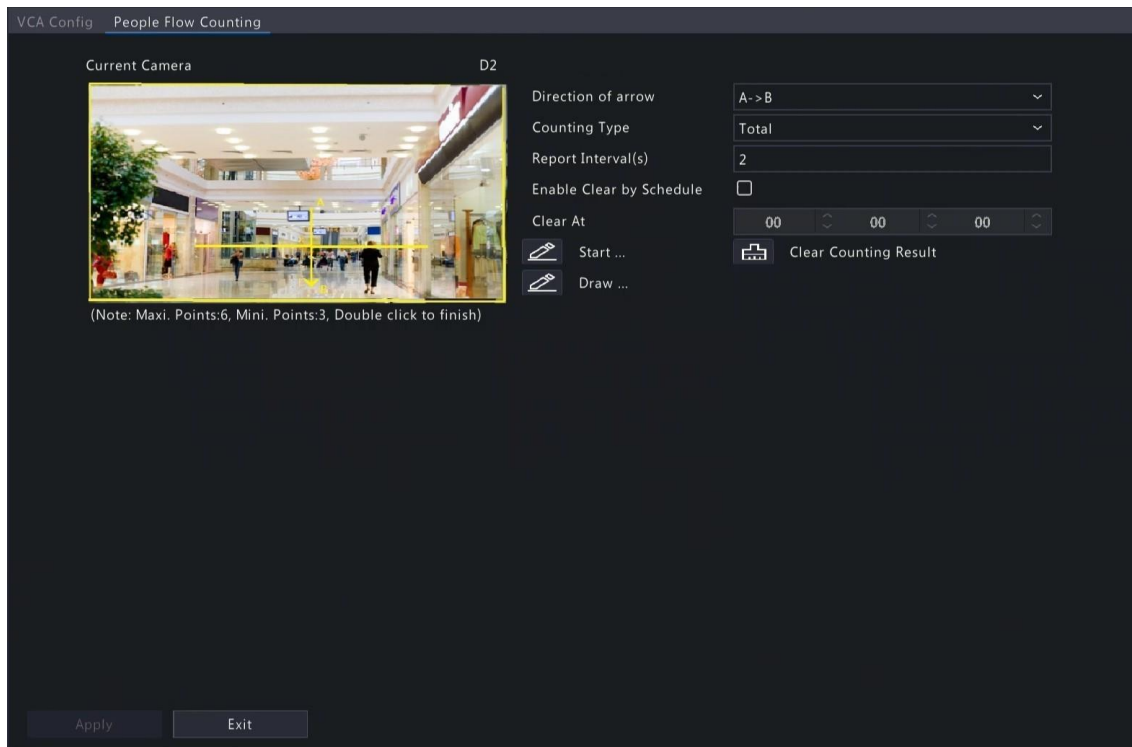 VCA Config People Flow Counting
Current Camera D2
Direction of arrow A->B
Counting Type Total
Report Interval(s) 2
Enable Clear by Schedule
Clear At 00 00 00
Start ... Clear Counting Result
Draw ...
A
(Note: Maxi. Points:6, Mini. Points:3, Double click to finish)
Apply Exit